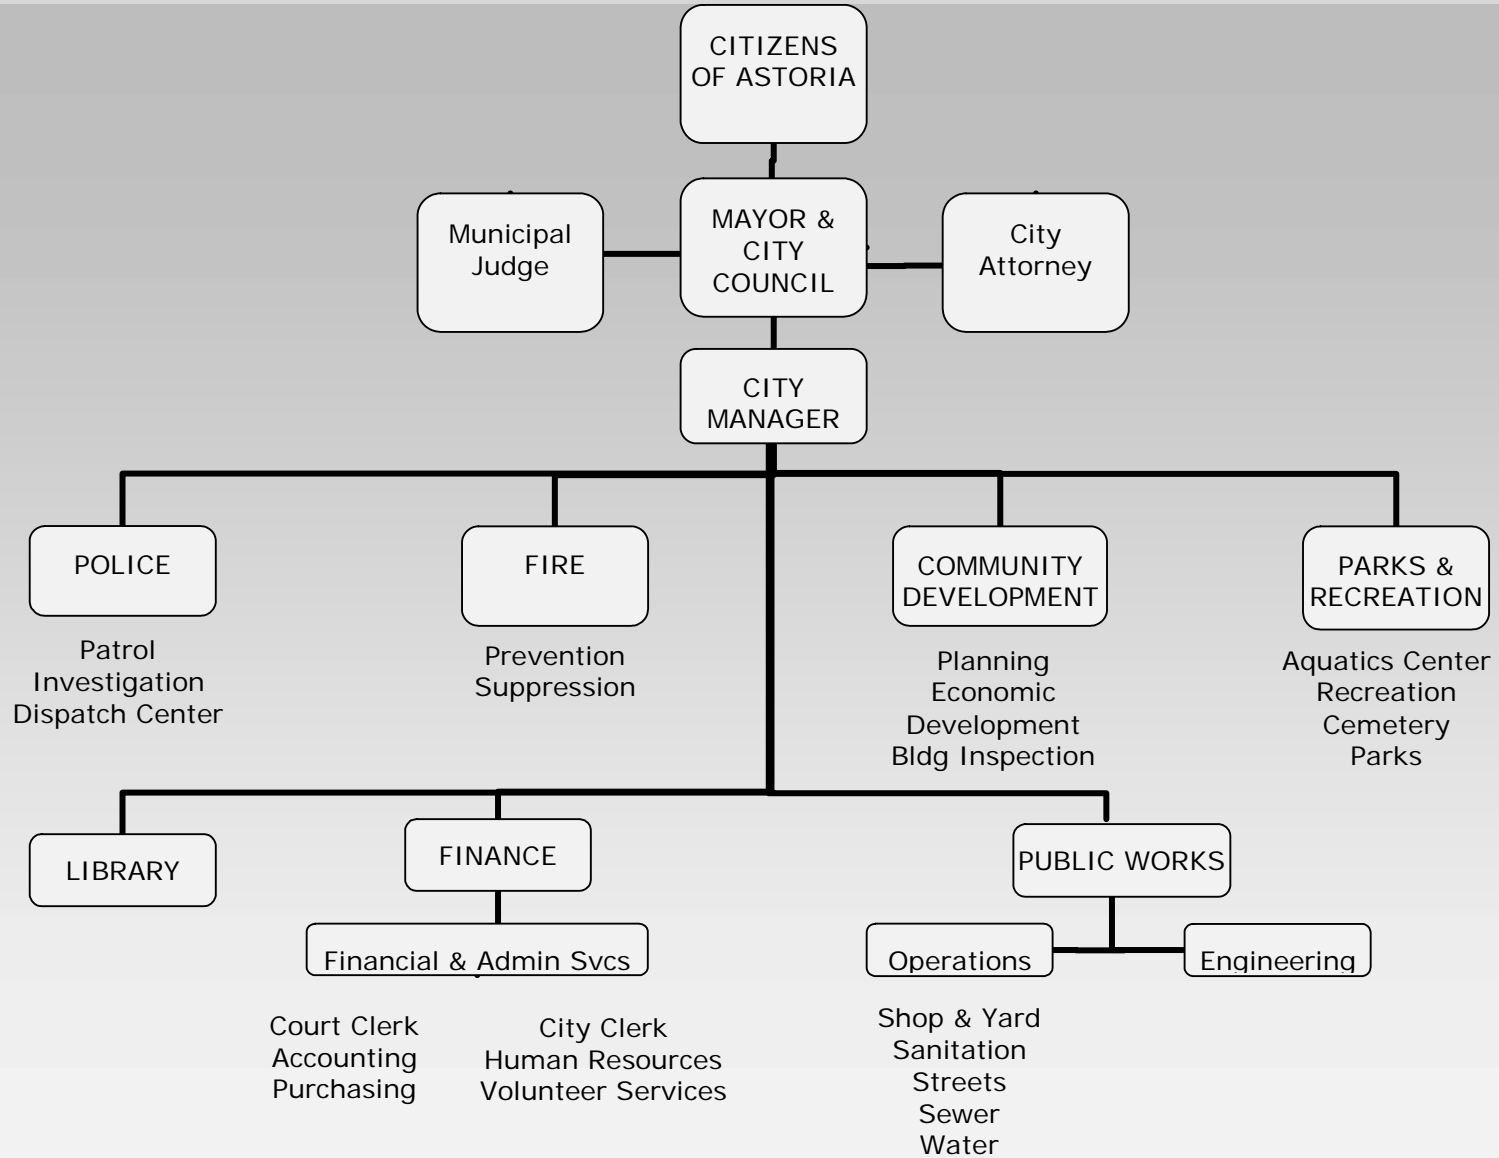 CITIZENS
OF ASTORIA
Municipal
Judge
MAYOR &
CITY
COUNCIL
City
Attorney
CITY
MANAGER
POLICE
Patrol
Investigation
Dispatch Center
FIRE
Prevention
Suppression
COMMUNITY
DEVELOPMENT
Planning
Economic
Development
Bldg Inspection
PARKS &
RECREATION
Aquatics Center
Recreation
Cemetery
Parks
LIBRARY
FINANCE
Financial & Admin Svcs
Court Clerk
Accounting
Purchasing
City Clerk
Human Resources
Volunteer Services
PUBLIC WORKS
Operations
Shop & Yard
Sanitation
Streets
Sewer
Water
Engineering